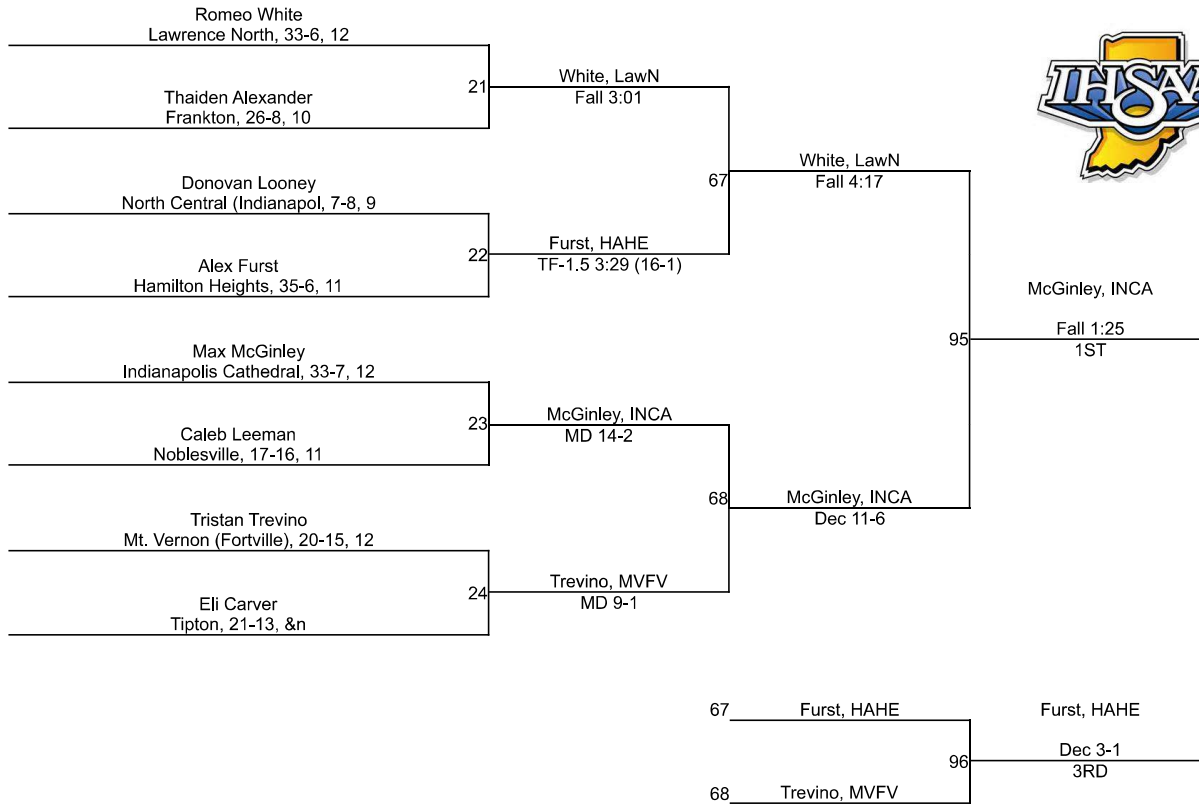 Romeo White
Lawrence North, 33-6, 12
Thaiden Alexander
Frankton, 26-8, 10
Donovan Looney
North Central (Indianapol, 7-8, 9
Alex Furst
Hamilton Heights, 35-6, 11
Max McGinley
Indianapolis Cathedral, 33-7, 12
Caleb Leeman
Noblesville, 17-16, 11
Tristan Trevino
Mt. Vernon (Fortville), 20-15, 12
Eli Carver
Tipton, 21-13, &n
21
White, LawN
Fall 3:01
22
Furst, HAHE
TF-1.5 3:29 (16-1)
23
McGinley, INCA
MD 14-2
24
Trevino, MVFV
MD 9-1
67
White, LawN
Fall 4:17
68
McGinley, INCA
Dec 11-6
95
McGinley, INCA
Fall 1:25
1ST
IHSAA
67
Furst, HAHE
68
Trevino, MVFV
96
Furst, HAHE
Dec 3-1
3RD